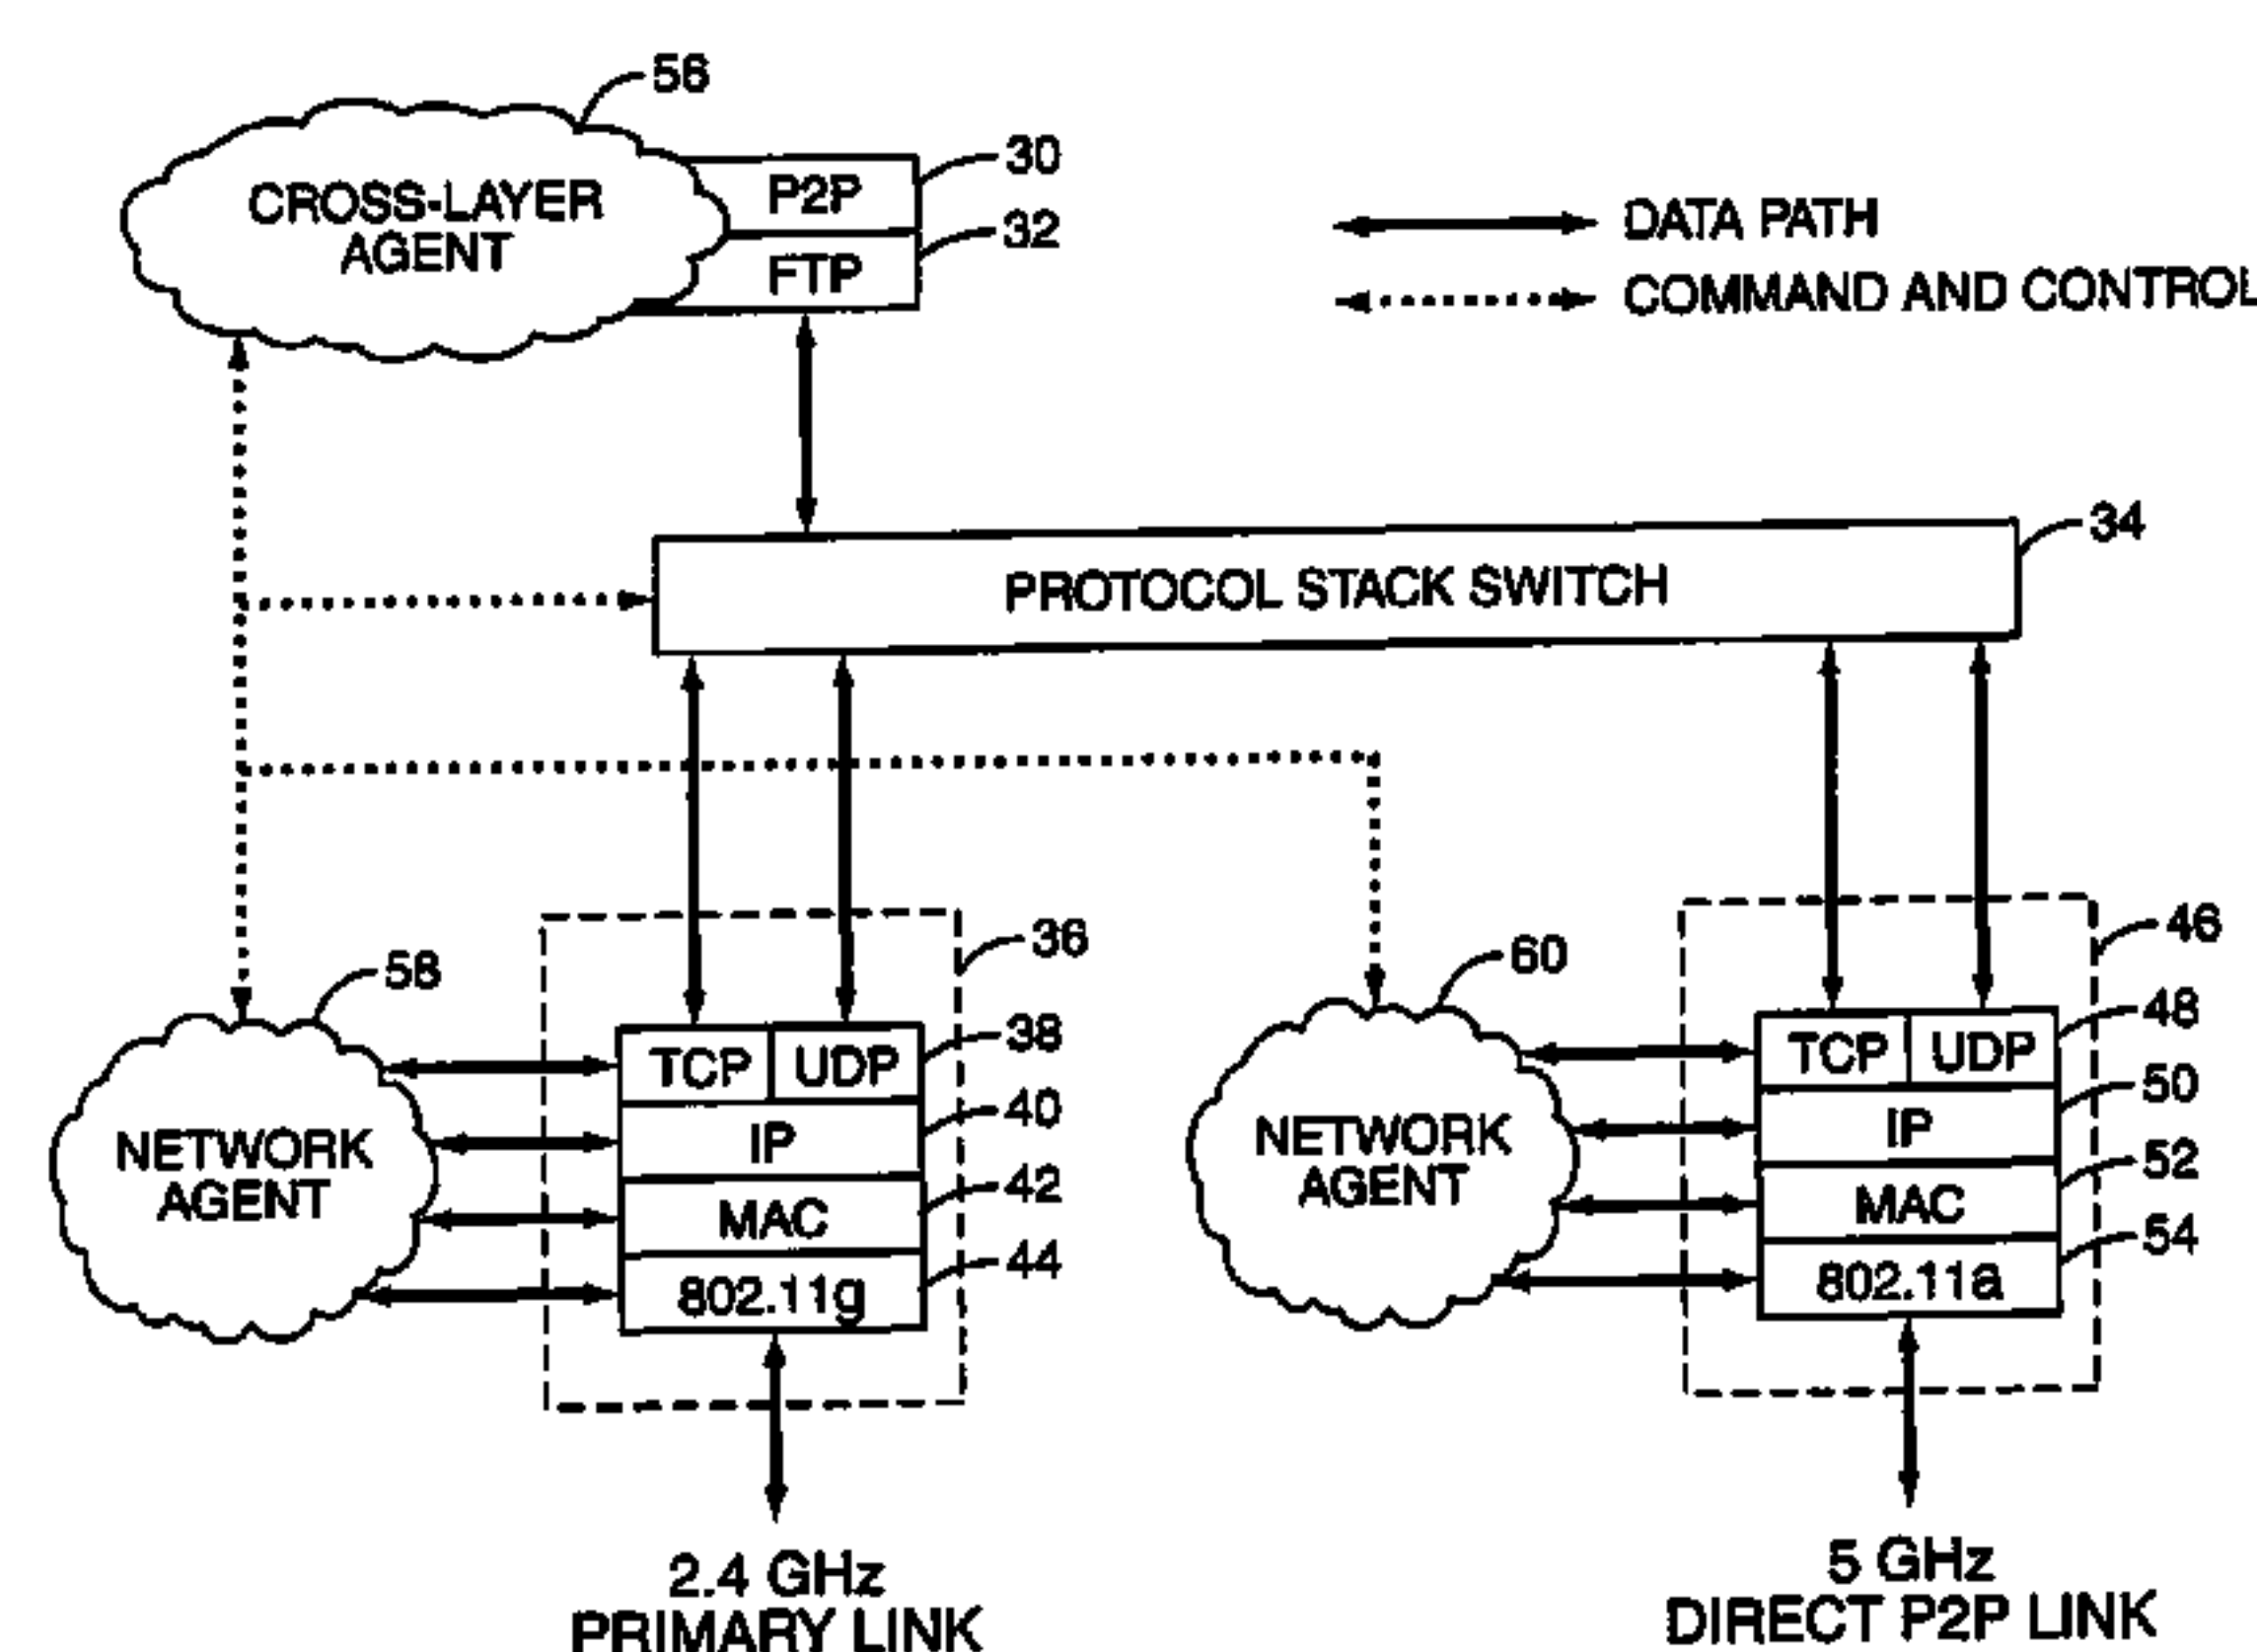 56
CROSS-LAYER
AGENT
P2P
30
FTP
32
DATA PATH
COMMAND AND CONTROL
PROTOCOL STACK SWITCH
34
58
36
NETWORK
AGENT
TCP
UDP
38
IP
40
MAC
42
802.11g
44
60
46
NETWORK
AGENT
TCP
UDP
48
IP
50
MAC
52
802.11a
54
2.4 GHz
PRIMARY LINK
5 GHz
DIRECT P2P LINK